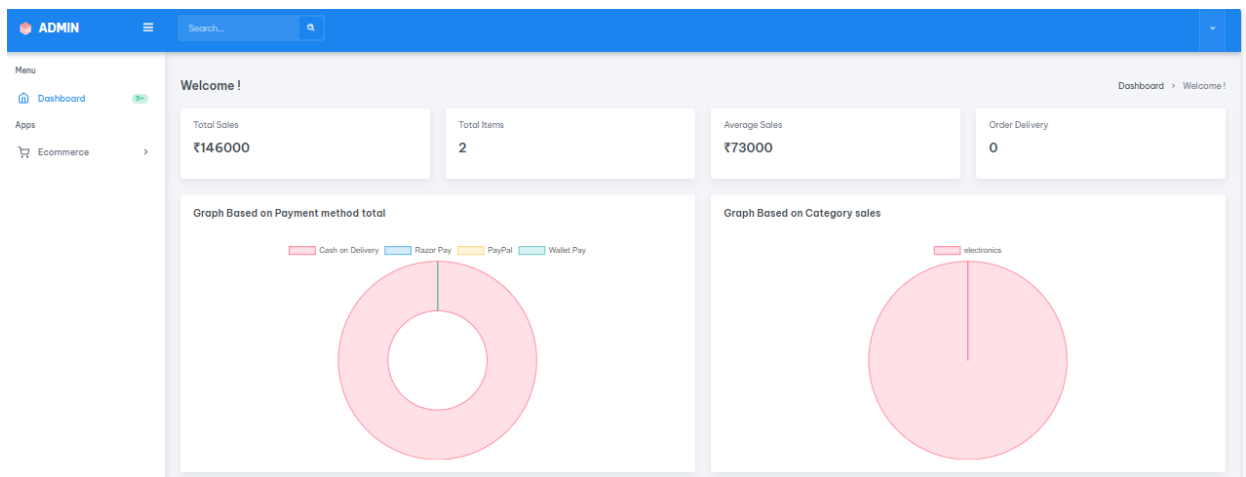 ADMIN
Search...
Menu
Dashboard 9+
Apps
Ecommerce
Welcome !
Dashboard > Welcome !
Total Sales
₹146000
Total Items
2
Average Sales
₹73000
Order Delivery
0
Graph Based on Payment method total
Cash on Delivery Razor Pay PayPal Wallet Pay
Graph Based on Category sales
electronics